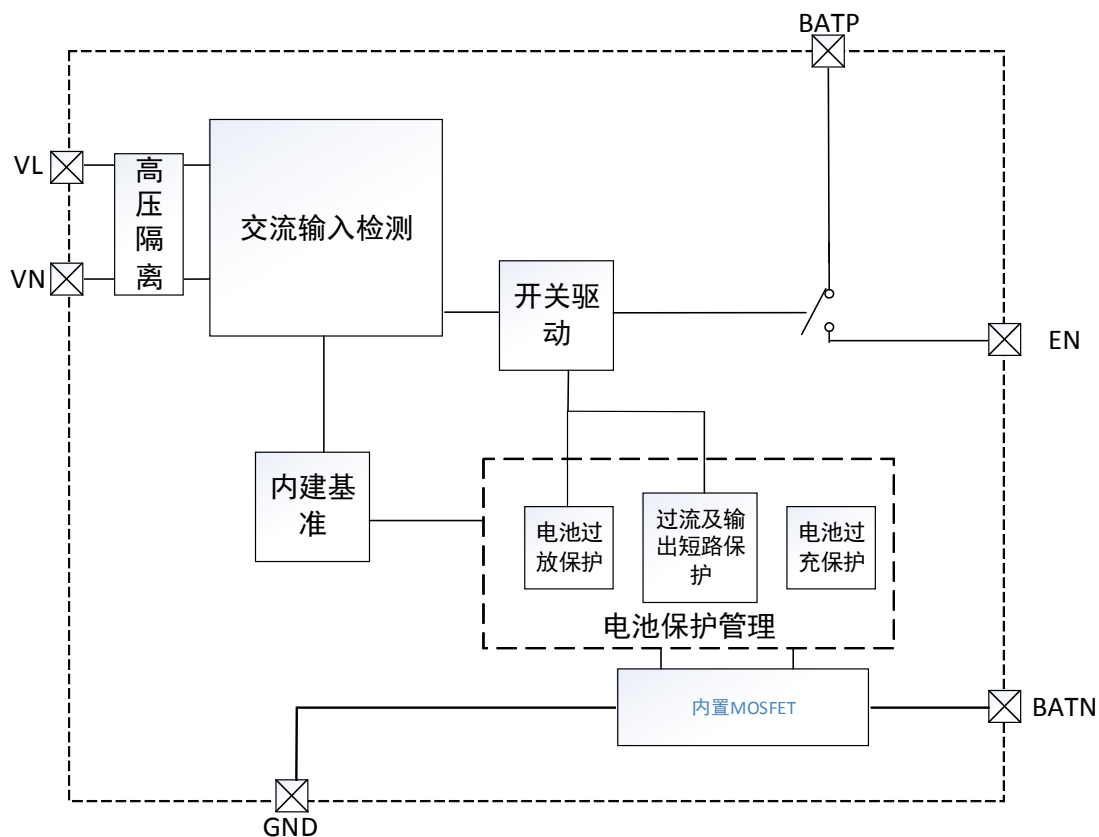 BATP
VL
高
压
隔
离
交流输入检测
VN
开关驱
动
EN
内建基
准
电池过
放保护
过流及输
出短路保
护
电池过
充保护
电池保护管理
内置MOSFET
BATN
GND